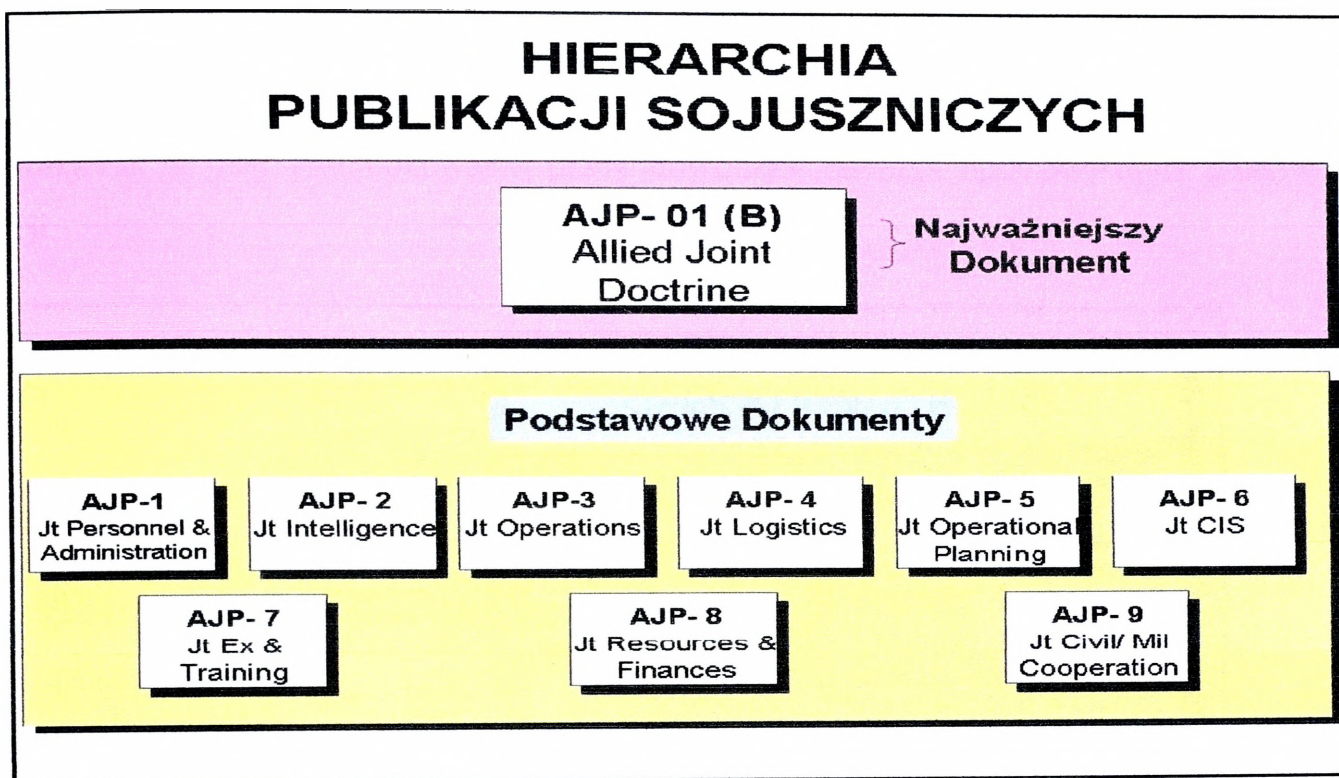 HIERARCHIA
PUBLIKACJI SOJUSZNICZYCH
AJP- 01 (B)
Allied Joint
Doctrine
Najważniejszy
Dokument
Podstawowe Dokumenty
AJP-1
Jt Personnel &
Administration
AJP- 2
Jt Intelligence
AJP-3
Jt Operations
AJP- 4
Jt Logistics
AJP- 5
Jt Operational
Planning
AJP- 6
Jt CIS
AJP- 7
Jt Ex &
Training
AJP- 8
Jt Resources &
Finances
AJP- 9
Jt Civil/ Mil
Cooperation